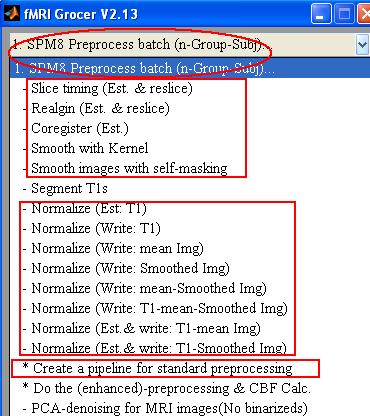 fMRI Grocer V2.13
1. SPM8 Preprocess batch (n-Group-Subj)...
1. SPM8 Preprocess batch (n-Group-Subj)...
- Slice timing (Est. & reslice)
- Realgin (Est. & reslice)
- Coregister (Est.)
- Smooth with Kernel
- Smooth images with self-masking
- Segment T1s
- Normalize (Est: T1)
- Normalize (Write: T1)
- Normalize (Write: mean Img)
- Normalize (Write: Smoothed Img)
- Normalize (Write: mean-Smoothed Img)
- Normalize (Write: T1-mean-Smoothed Img)
- Normalize (Est.& write: T1-mean Img)
- Normalize (Est.& write: T1-Smoothed Img)
* Create a pipeline for standard preprocessing
* Do the (enhanced)-preprocessing & CBF Calc.
- PCA-denoising for MRI images(No binarizeds)